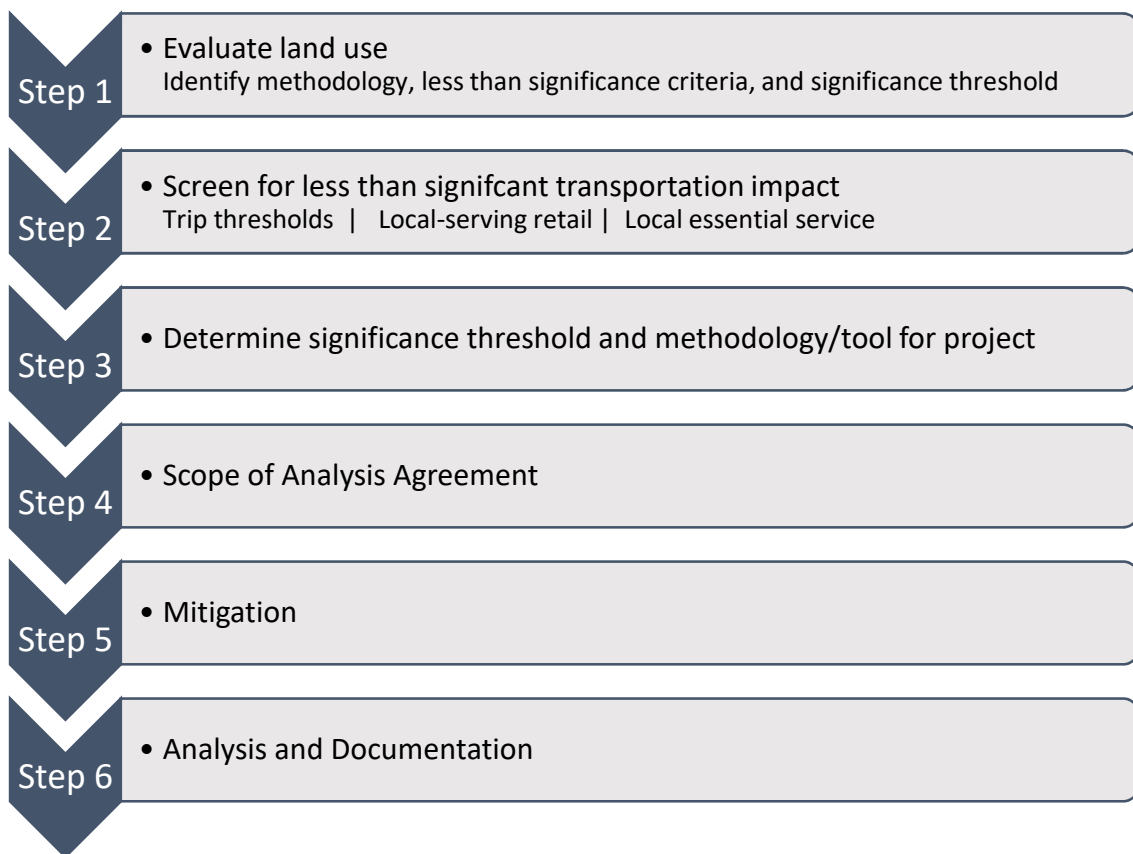 Step 1
• Evaluate land use
Identify methodology, less than significance criteria, and significance threshold
Step 2
• Screen for less than signifcant transportation impact
Trip thresholds | Local-serving retail | Local essential service
Step 3
• Determine significance threshold and methodology/tool for project
Step 4
• Scope of Analysis Agreement
Step 5
• Mitigation
Step 6
• Analysis and Documentation